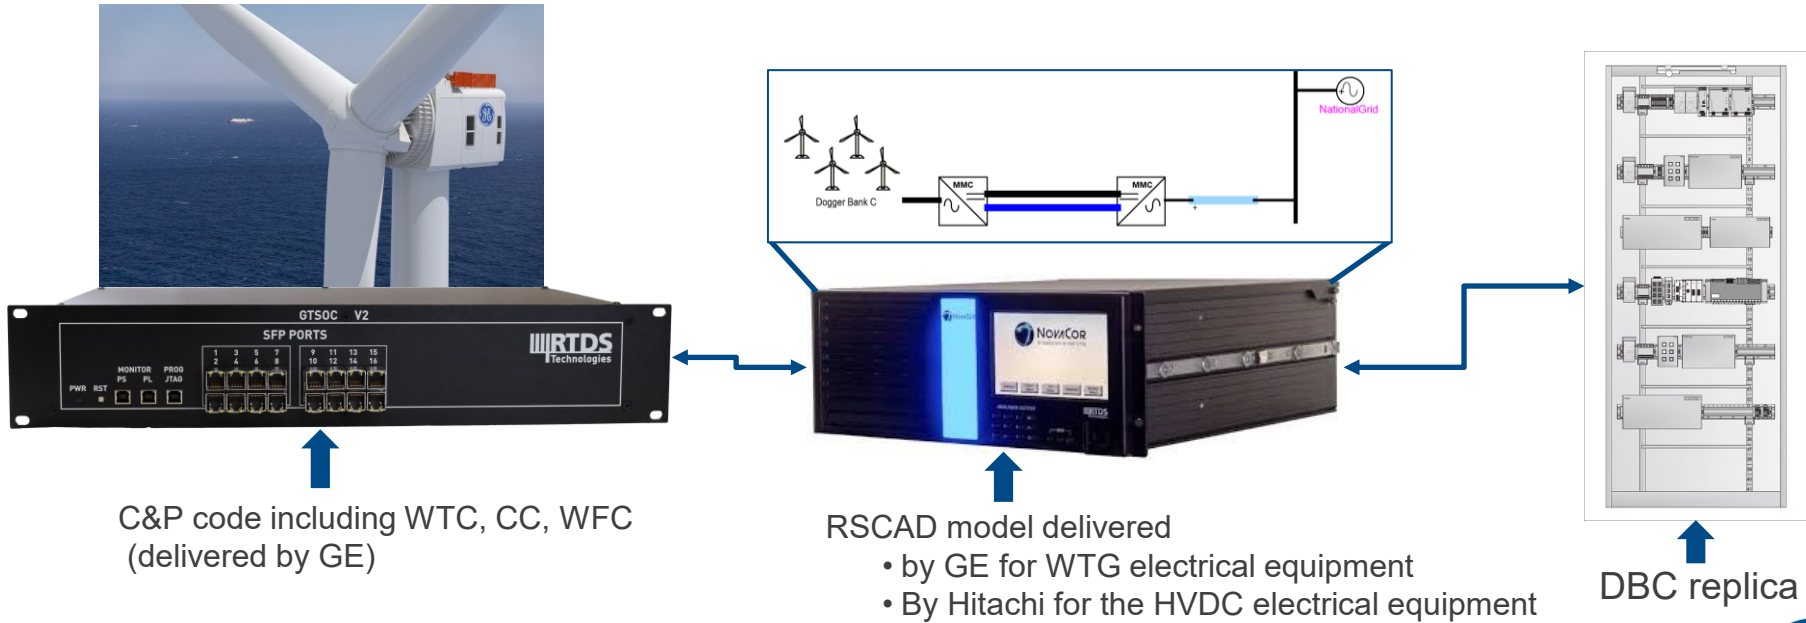 NationalGrid
MMC
MMC
Dogger Bank C
GTSOC V2
SFP PORTS
1 3 5 7 9 11 13 15
2 4 6 8 10 12 14 16
MONITOR PROG
PS PL JTAG
PWR RST
RTDS
Technologies
NovaCor
NovaCor
RTDS
C&P code including WTC, CC, WFC
(delivered by GE)
RSCAD model delivered
• by GE for WTG electrical equipment
• By Hitachi for the HVDC electrical equipment
DBC replica